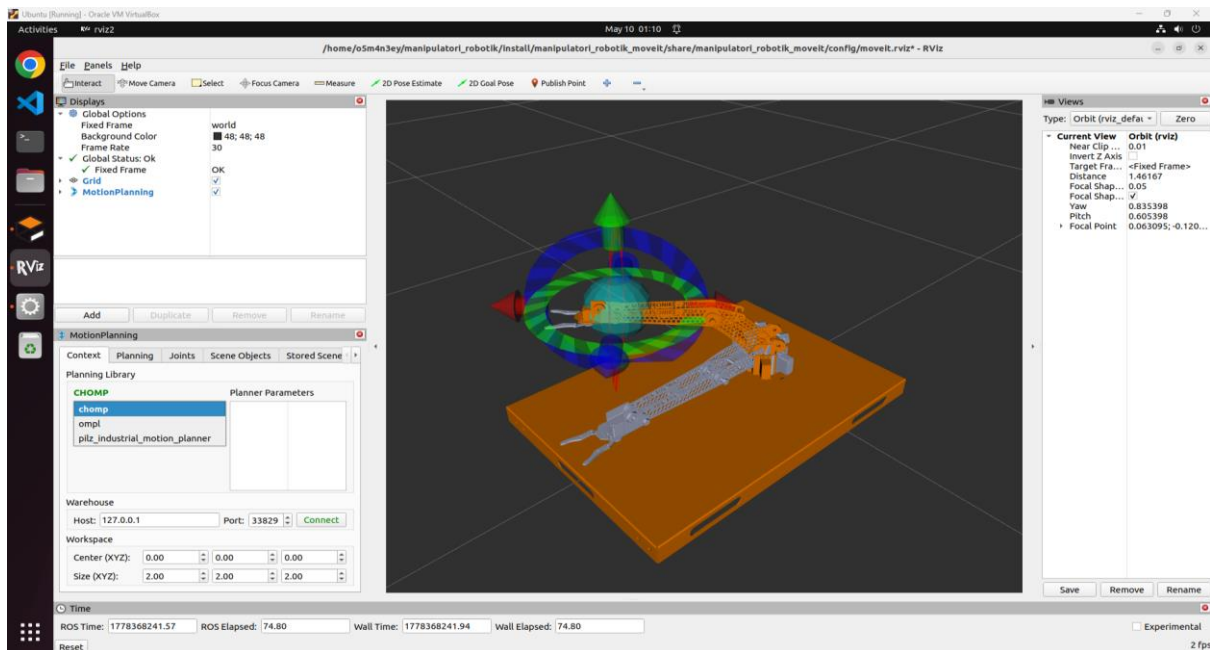 Ubuntu [Running] - Oracle VM VirtualBox
Activities RViz rviz2 May 10 01:10
/home/o5m4n3ey/manipulatori_robotik/install/manipulatori_robotik_moveit/share/manipulatori_robotik_moveit/config/moveit.rviz* - RViz
File Panels Help
Interact Move Camera Select Focus Camera Measure 2D Pose Estimate 2D Goal Pose Publish Point
Displays
Global Options
Fixed Frame world
Background Color 48; 48; 48
Frame Rate 30
Global Status: Ok
Fixed Frame OK
Grid
MotionPlanning
Add Duplicate Remove Rename
MotionPlanning
Context Planning Joints Scene Objects Stored Scene
Planning Library
CHOMP Planner Parameters
chomp
ompl
pilz_industrial_motion_planner
Warehouse
Host: 127.0.0.1 Port: 33829 Connect
Workspace
Center (XYZ): 0.00 0.00 0.00
Size (XYZ): 2.00 2.00 2.00
Views
Type: Orbit (rviz_defau Zero
Current View Orbit (rviz)
Near Clip ... 0.01
Invert Z Axis
Target Fra... <Fixed Frame>
Distance 1.46167
Focal Shap... 0.05
Focal Shap...
Yaw 0.835398
Pitch 0.605398
Focal Point 0.063095; -0.120...
Save Remove Rename
RViz
Time
ROS Time: 1778368241.57 ROS Elapsed: 74.80 Wall Time: 1778368241.94 Wall Elapsed: 74.80 Experimental
Reset 2 fps